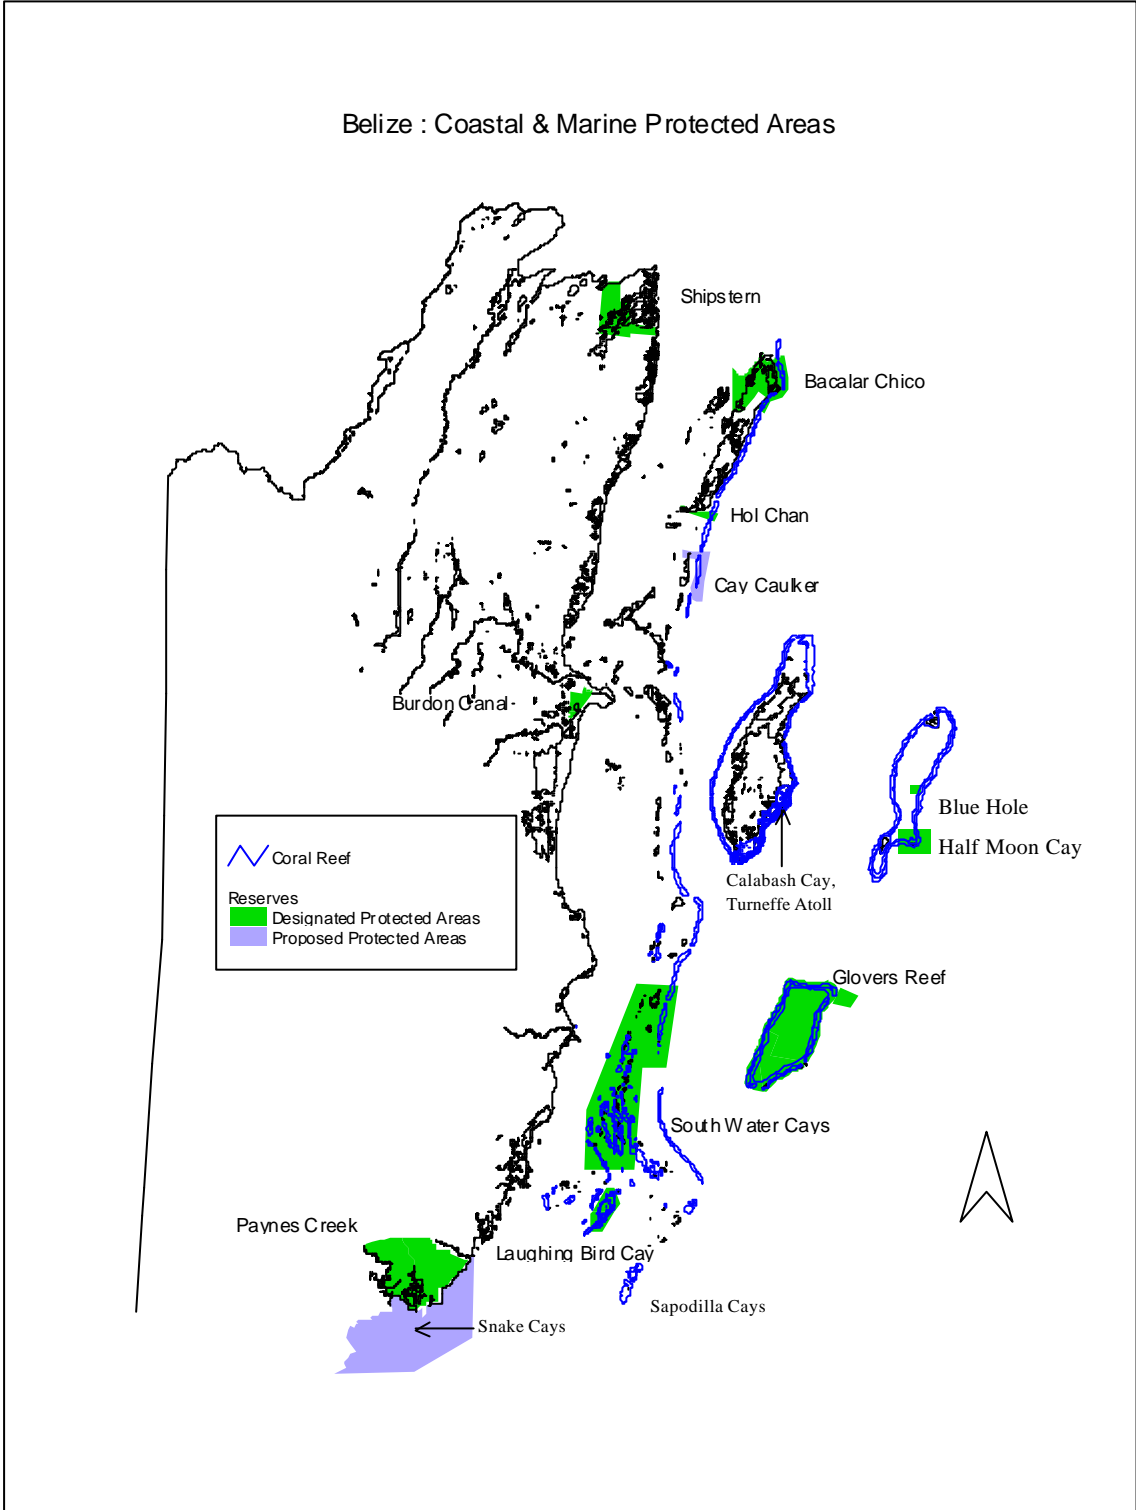 Belize : Coastal & Marine Protected Areas
Shipstern
Bacalar Chico
Hol Chan
Cay Caulker
Burdon Canal
Blue Hole
Half Moon Cay
Coral Reef
Calabash Cay,
Turneffe Atoll
Reserves
Designated Protected Areas
Proposed Protected Areas
Glovers Reef
South Water Cays
Paynes Creek
Laughing Bird Cay
Sapodilla Cays
Snake Cays